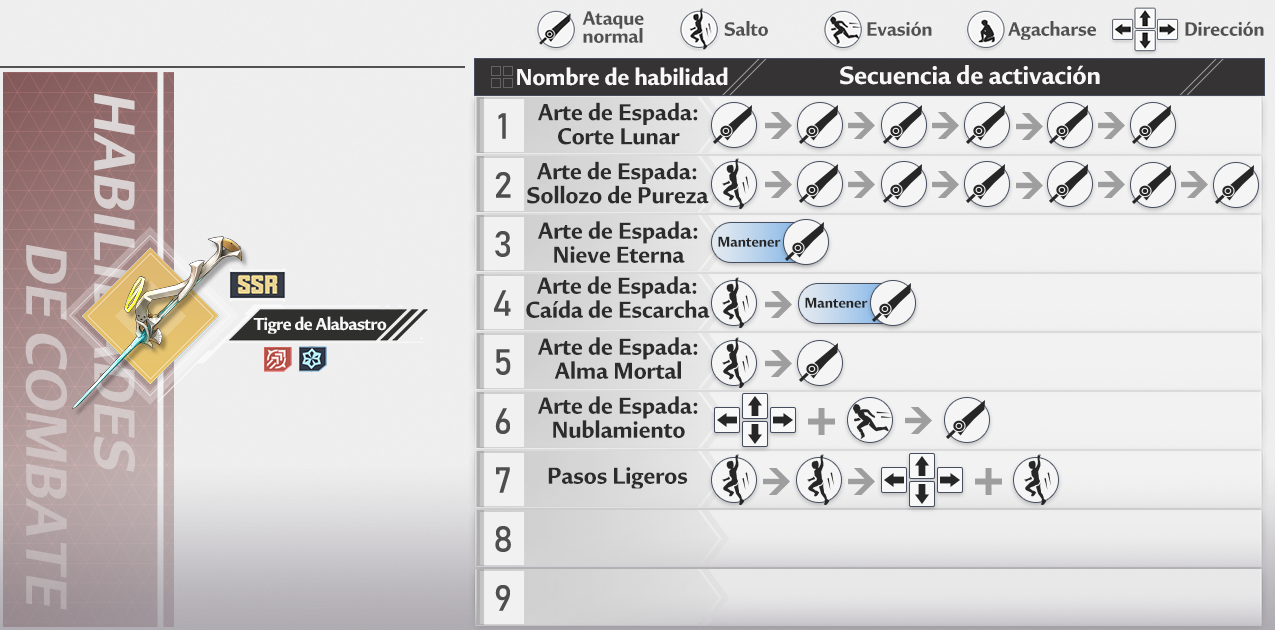 Ataque
normal
Salto
Evasión
Agacharse
Dirección
Nombre de habilidad
Secuencia de activación
HABILIDADES
DE COMBATE
SSR
Tigre de Alabastro
1
Arte de Espada:
Corte Lunar
2
Arte de Espada:
Sollozo de Pureza
3
Arte de Espada:
Nieve Eterna
Mantener
4
Arte de Espada:
Caída de Escarcha
Mantener
5
Arte de Espada:
Alma Mortal
6
Arte de Espada:
Nublamiento
7
Pasos Ligeros
8
9